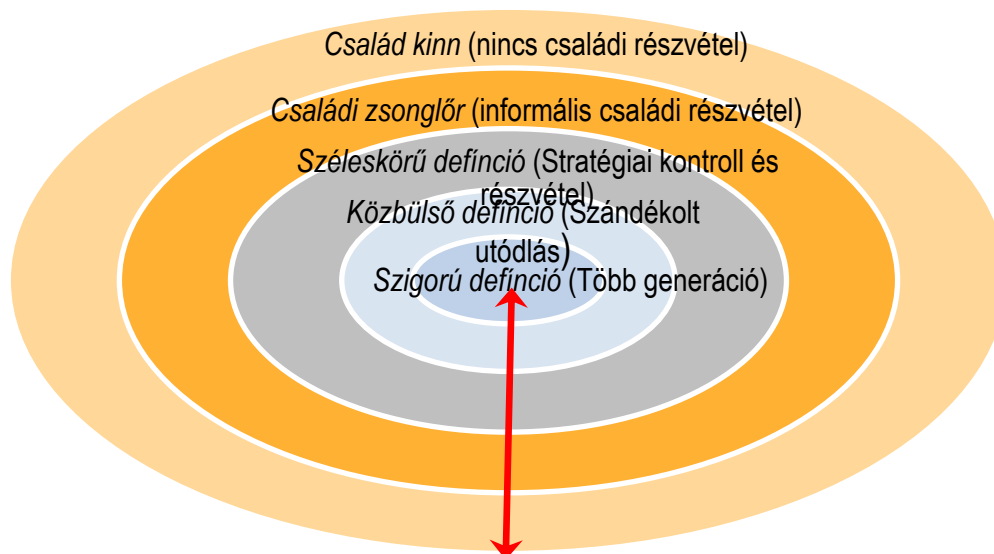 Család kinn (nincs családi részvétel)
Családi zsonglőr (informális családi részvétel)
Széleskörű defínció (Stratégiai kontroll és
részvétel)
Közbülső defínció (Szándékolt
utódlás)
Szigorú defínció (Több generáció)